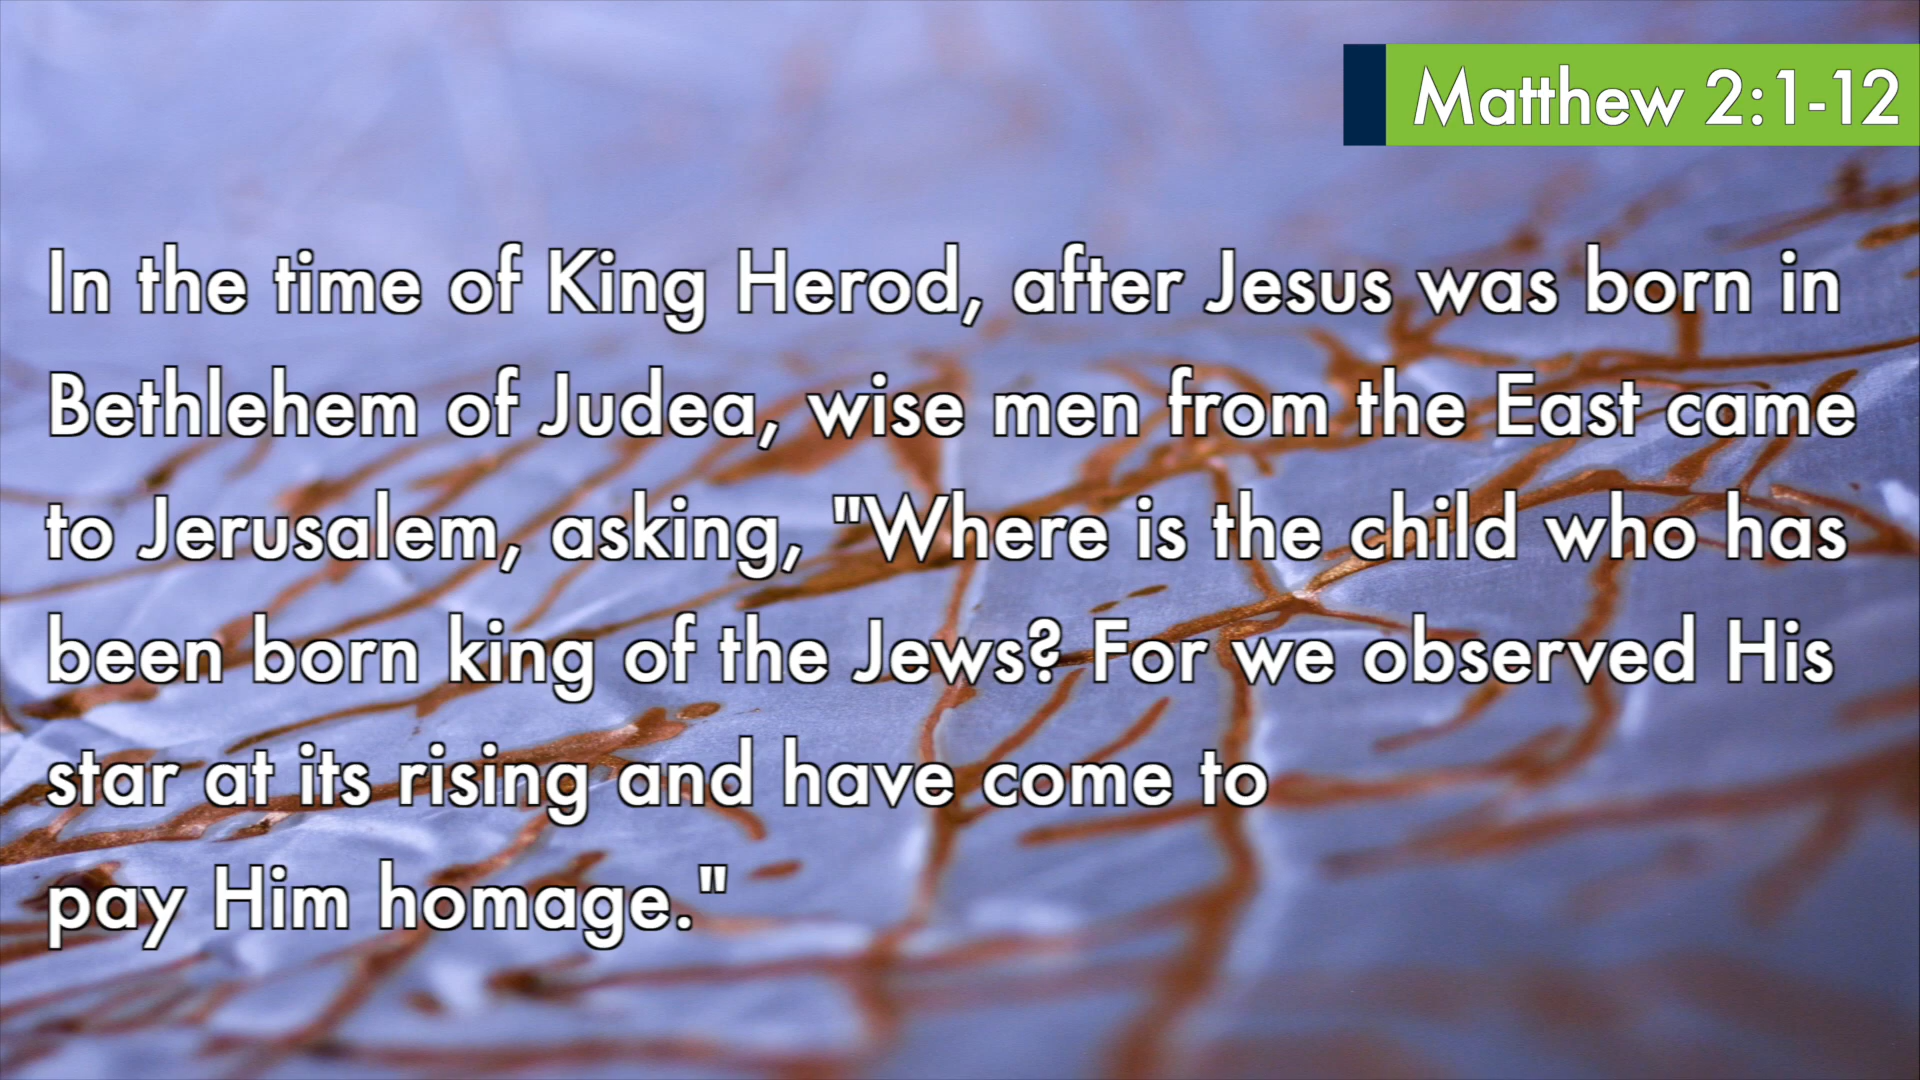 Matthew 2:1-12
In the time of King Herod, after Jesus was born in
Bethlehem of Judea, wise men from the East came
to Jerusalem, asking, "Where is the child who has
been born king of the Jews? For we observed His
star at its rising and have come to
pay Him homage."